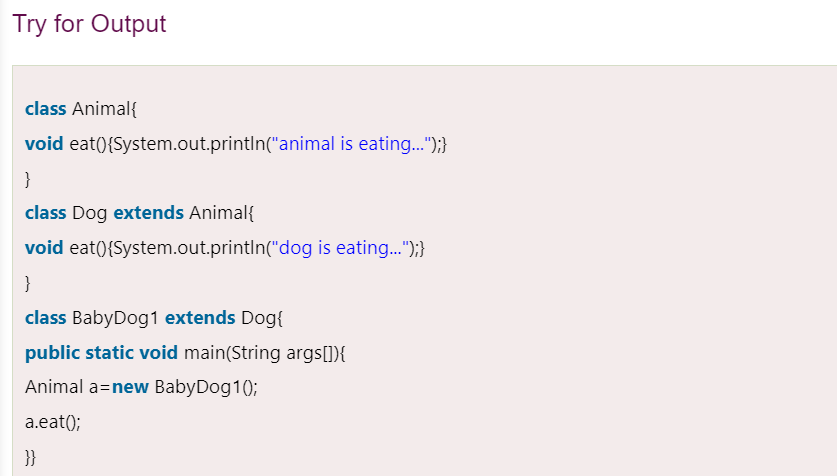 Try for Output
class Animal{
void eat(){System.out.println("animal is eating...");}
}
class Dog extends Animal{
void eat(){System.out.println("dog is eating...");}
}
class BabyDog1 extends Dog{
public static void main(String args[]){
Animal a=new BabyDog1();
a.eat();
}}